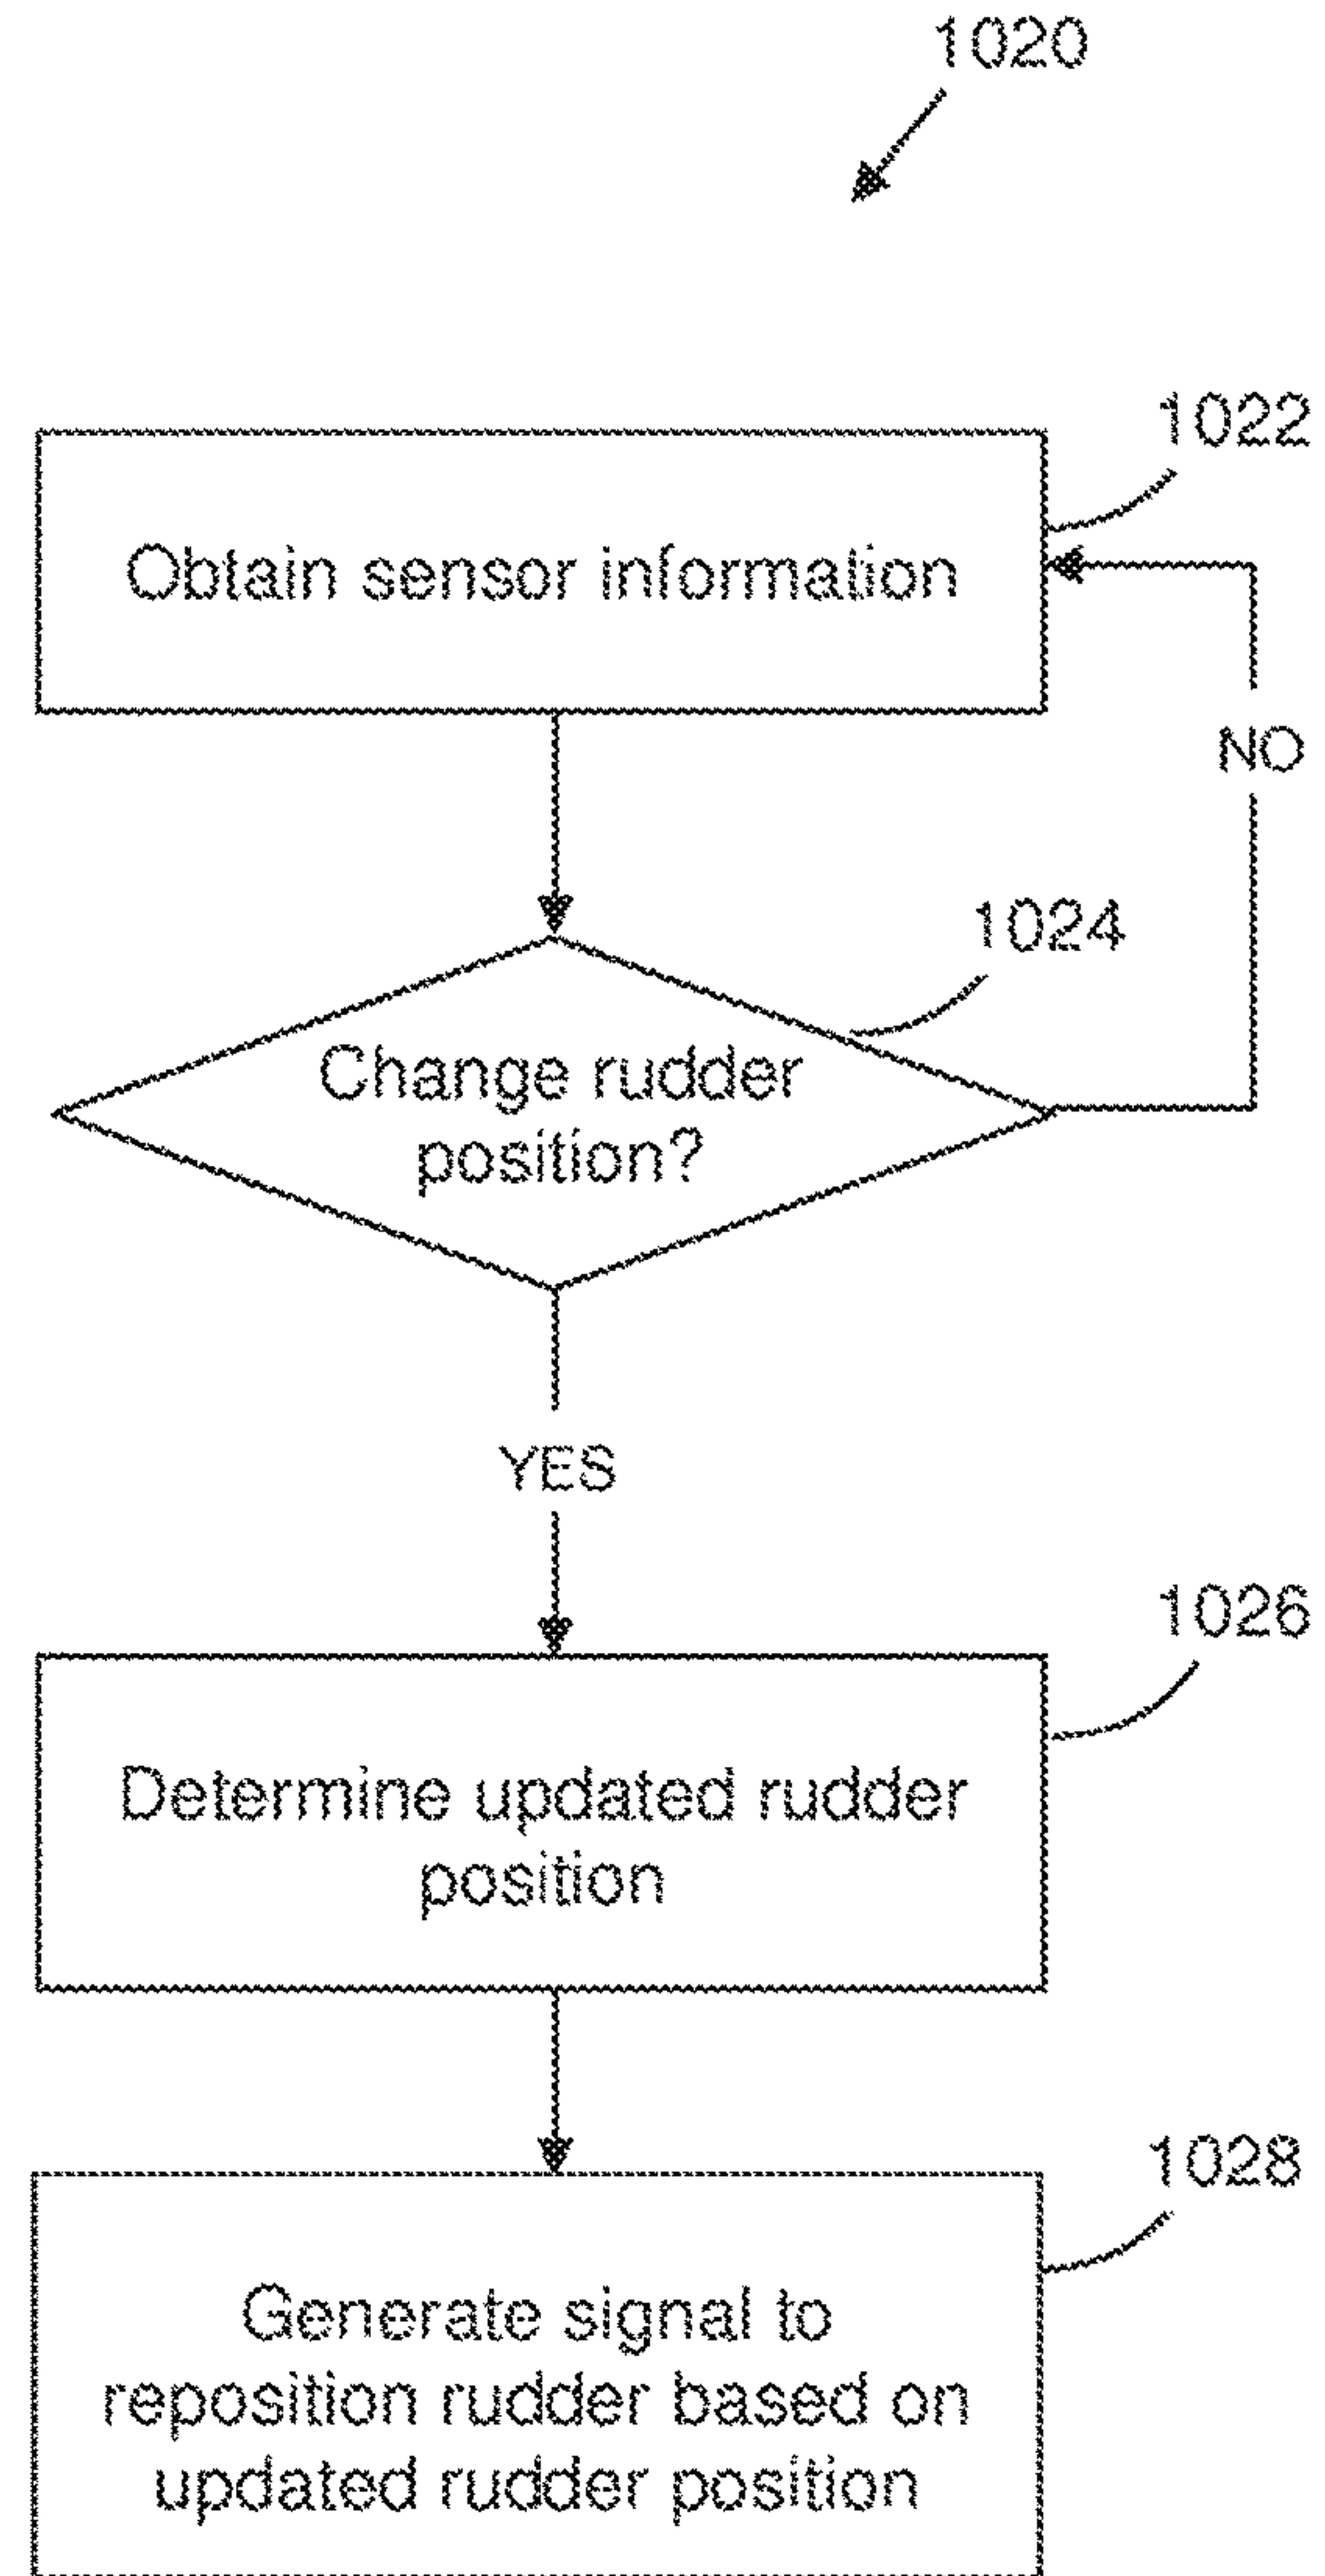 1020
1022
Obtain sensor information
NO
1024
Change rudder
position?
YES
1026
Determine updated rudder
position
1028
Generate signal to
reposition rudder based on
updated rudder position